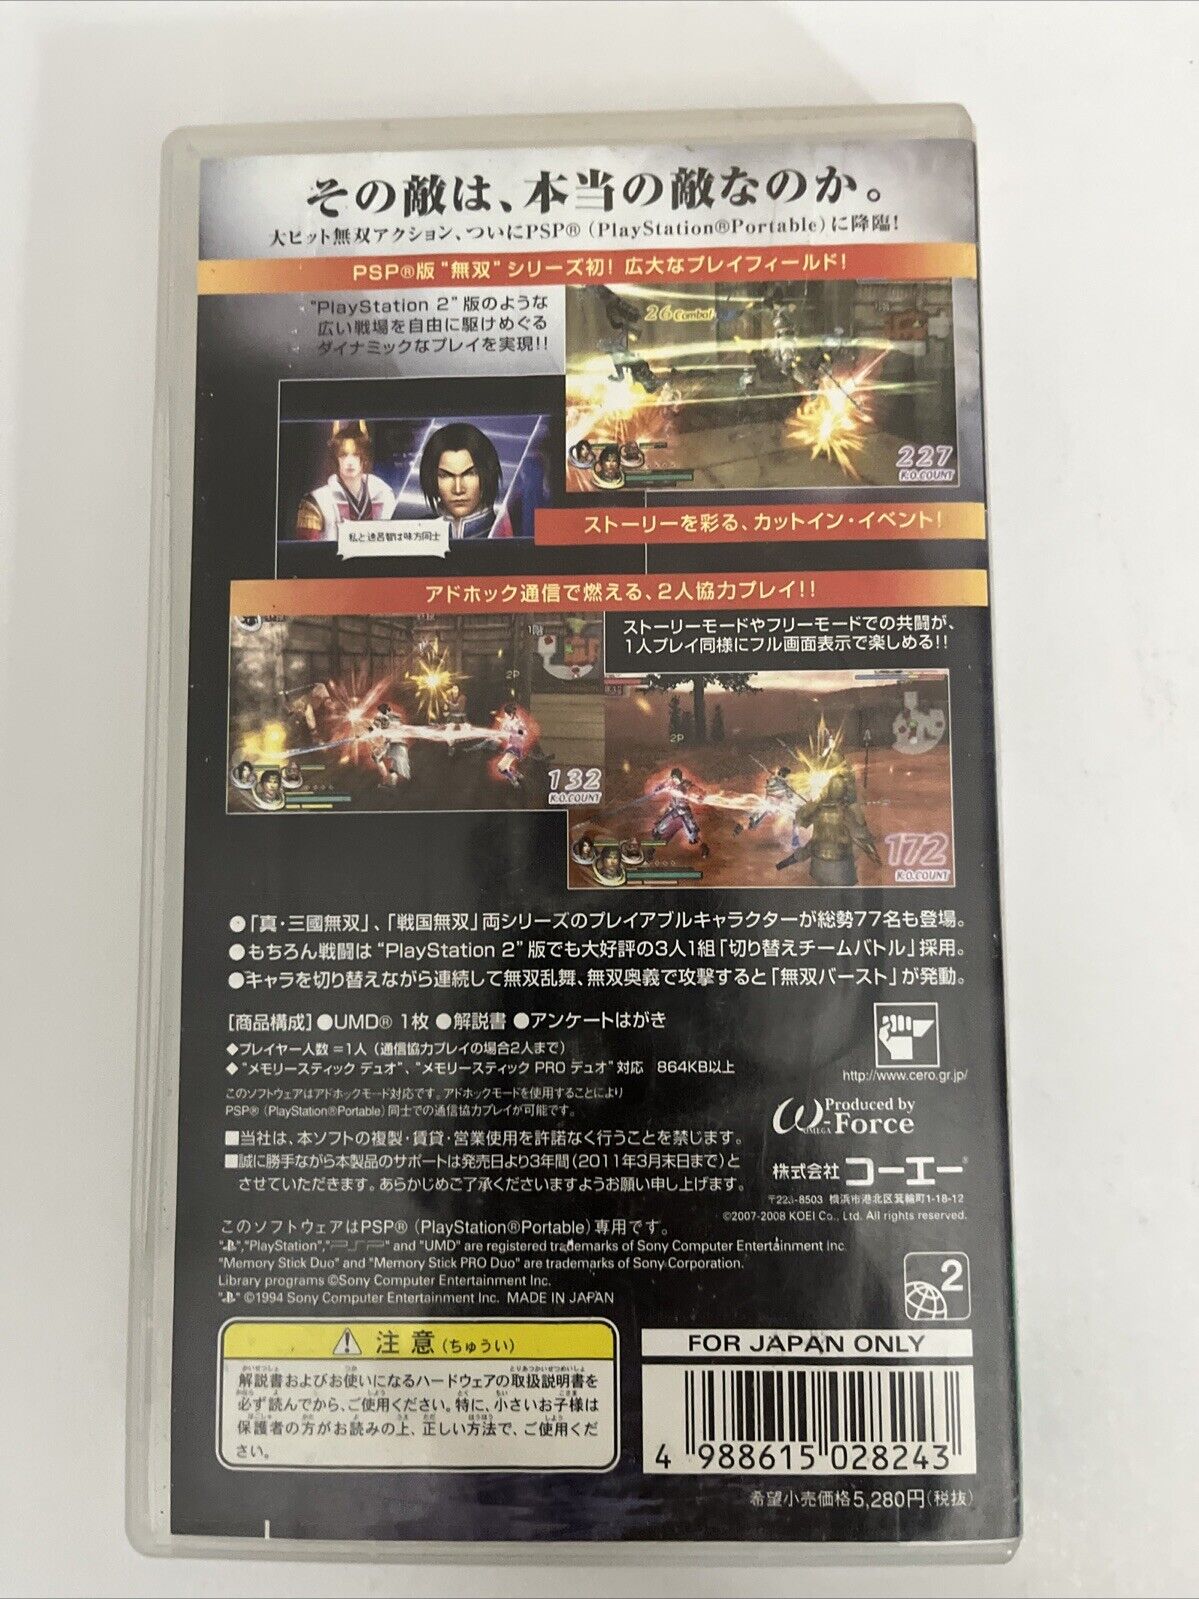 その敵は、本当の敵なのか。
大ヒット無双アクション、ついにPSP®（PlayStation®Portable）に降臨！
PSP®版“無双”シリーズ初！ 広大なプレイフィールド！
“PlayStation 2”版のような
広い戦場を自由に駆けめぐる
ダイナミックなプレイを実現!!
26 Combo!
227
K.O.COUNT
私と遠呂智は味方同士
ストーリーを彩る、カットイン・イベント！
アドホック通信で燃える、2人協力プレイ!!
ストーリーモードやフリーモードでの共闘が、
1人プレイ同様にフル画面表示で楽しめる!!
1階
2P
132
K.O.COUNT
2P
172
K.O.COUNT
●「真・三國無双」、「戦国無双」両シリーズのプレイアブルキャラクターが総勢77名も登場。
●もちろん戦闘は“PlayStation 2”版でも大好評の3人1組「切り替えチームバトル」採用。
●キャラを切り替えながら連続して無双乱舞、無双奥義で攻撃すると「無双バースト」が発動。
［商品構成］●UMD® 1枚 ●解説書 ●アンケートはがき
◆プレイヤー人数＝1人（通信協力プレイの場合2人まで）
◆“メモリースティック デュオ”、“メモリースティック PRO デュオ”対応 864KB以上
このソフトウェアはアドホックモード対応です。アドホックモードを使用することにより
PSP®（PlayStation®Portable）同士での通信協力プレイが可能です。
http://www.cero.gr.jp/
ω-Force
OMEGA
Produced by
■当社は、本ソフトの複製・賃貸・営業使用を許諾なく行うことを禁じます。
■誠に勝手ながら本製品のサポートは発売日より3年間（2011年3月末日まで）と
させていただきます。あらかじめご了承くださいますようお願い申し上げます。
株式会社 コーエー®
〒223-8503 横浜市港北区箕輪町1-18-12
©2007-2008 KOEI Co., Ltd. All rights reserved.
このソフトウェアはPSP®（PlayStation®Portable）専用です。
" ","PlayStation","PSP" and "UMD" are registered trademarks of Sony Computer Entertainment Inc.
"Memory Stick Duo" and "Memory Stick PRO Duo" are trademarks of Sony Corporation.
Library programs ©Sony Computer Entertainment Inc.
" " ©1994 Sony Computer Entertainment Inc. MADE IN JAPAN
2
注意（ちゅうい）
解説書およびお使いになるハードウェアの取扱説明書を
必ず読んでから、ご使用ください。特に、小さいお子様は
保護者の方がお読みの上、正しい方法で、ご使用くだ
さい。
FOR JAPAN ONLY
4 988615 028243
希望小売価格5,280円（税抜）